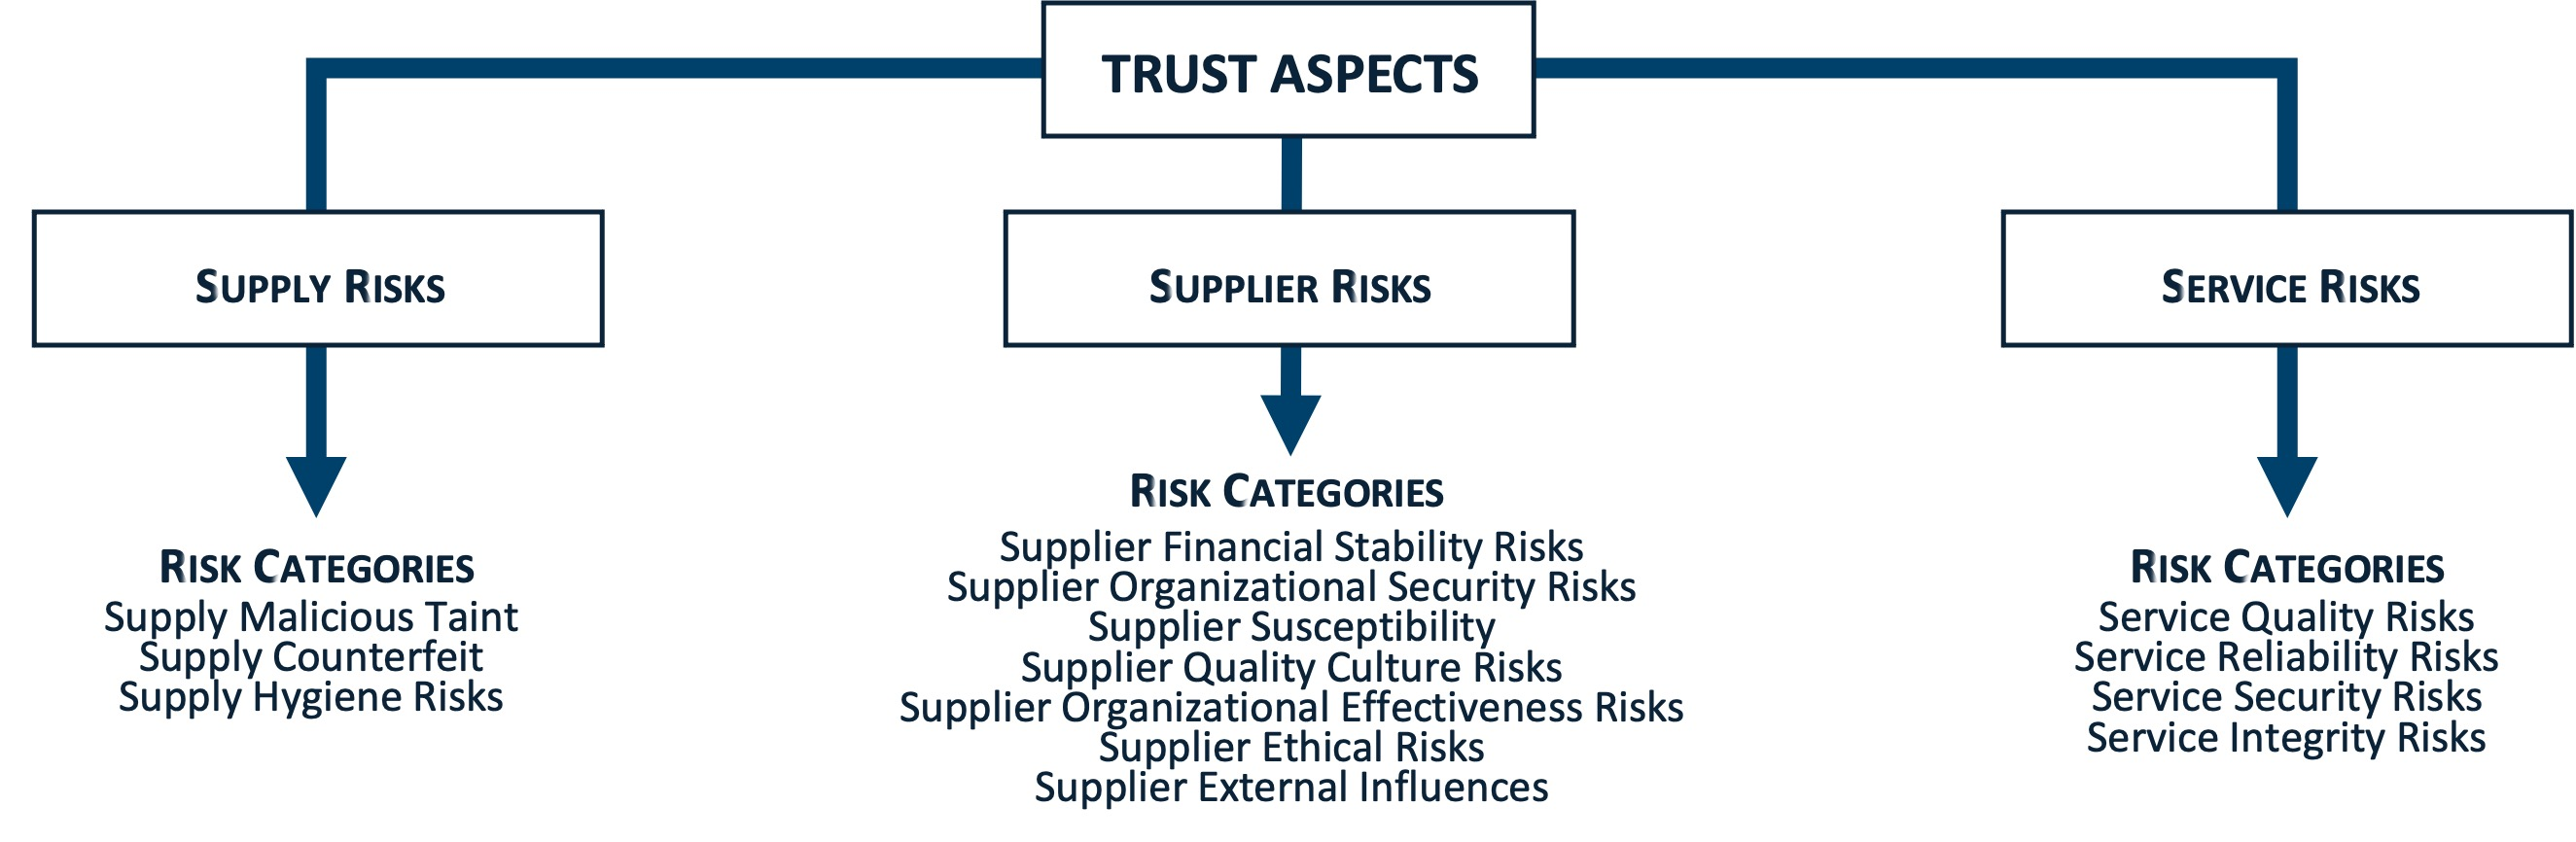 TRUST ASPECTS
SUPPLY RISKS
SUPPLIER RISKS
SERVICE RISKS
RISK CATEGORIES
Supply Malicious Taint
Supply Counterfeit
Supply Hygiene Risks
RISK CATEGORIES
Supplier Financial Stability Risks
Supplier Organizational Security Risks
Supplier Susceptibility
Supplier Quality Culture Risks
Supplier Organizational Effectiveness Risks
Supplier Ethical Risks
Supplier External Influences
RISK CATEGORIES
Service Quality Risks
Service Reliability Risks
Service Security Risks
Service Integrity Risks